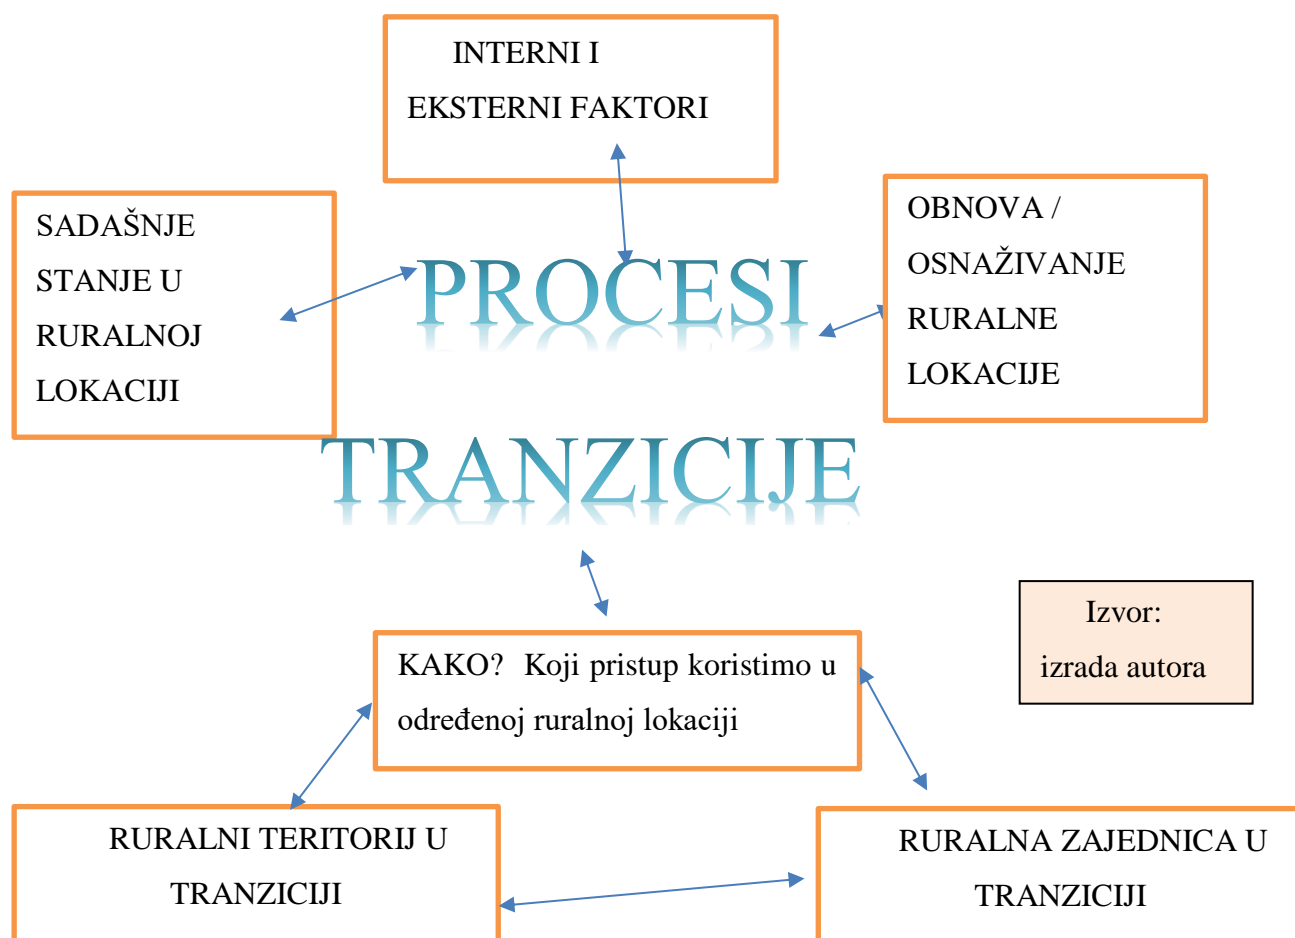 INTERNI I
EKSTERNI FAKTORI
SADAŠNJE
STANJE U
RURALNOJ
LOKACIJI
OBNOVA /
OSNAŽIVANJE
RURALNE
LOKACIJE
PROCESI
TRANZICIJE
Izvor:
izrada autora
KAKO? Koji pristup koristimo u
određenoj ruralnoj lokaciji
RURALNI TERITORIJ U
TRANZICIJI
RURALNA ZAJEDNICA U
TRANZICIJI